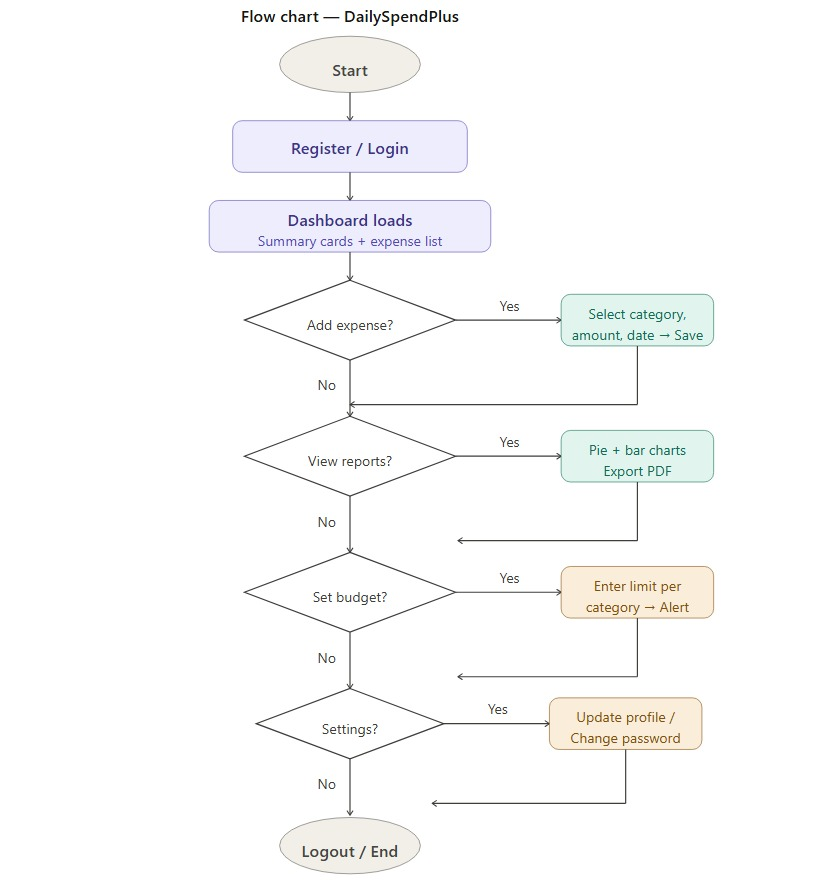 Flow chart — DailySpendPlus
Start
Register / Login
Dashboard loads
Summary cards + expense list
Add expense?
Yes
Select category,
amount, date → Save
No
View reports?
Yes
Pie + bar charts
Export PDF
No
Set budget?
Yes
Enter limit per
category → Alert
No
Settings?
Yes
Update profile /
Change password
No
Logout / End